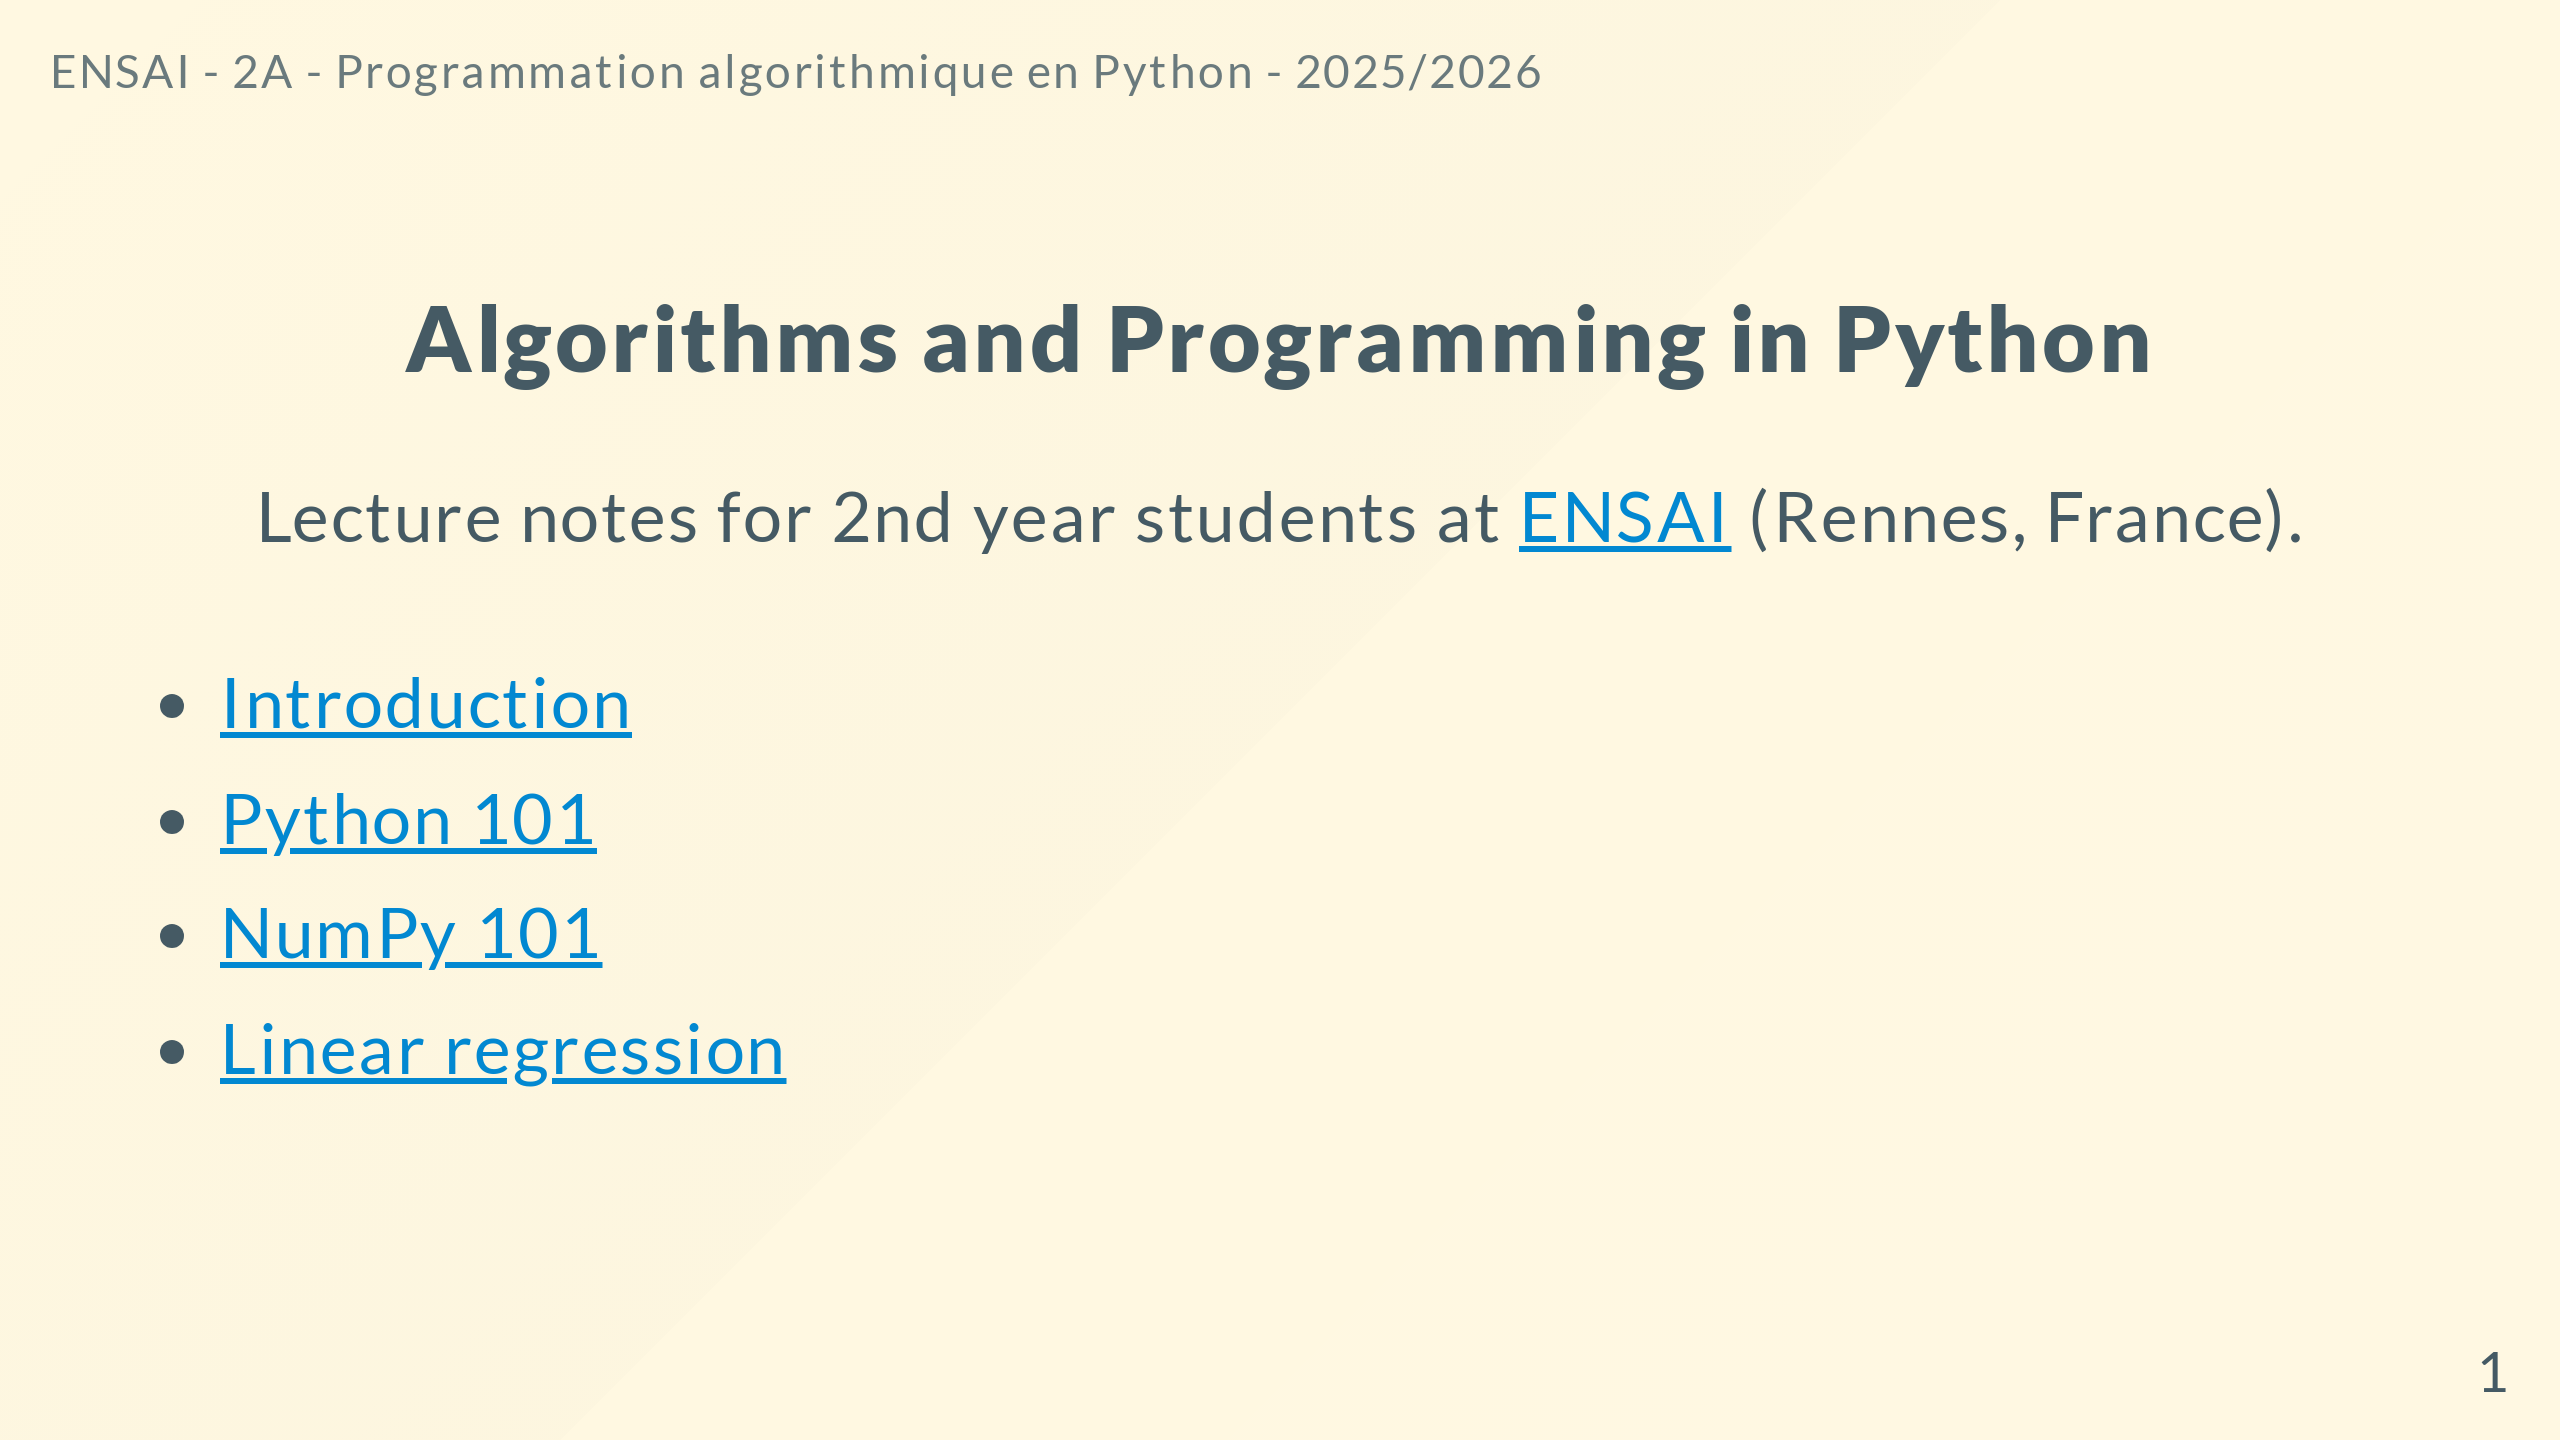 ENSAI - 2A - Programmation algorithmique en Python - 2025/2026
Algorithms and Programming in Python
Lecture notes for 2nd year students at ENSAI (Rennes, France).
• Introduction
• Python 101
• NumPy 101
• Linear regression
1